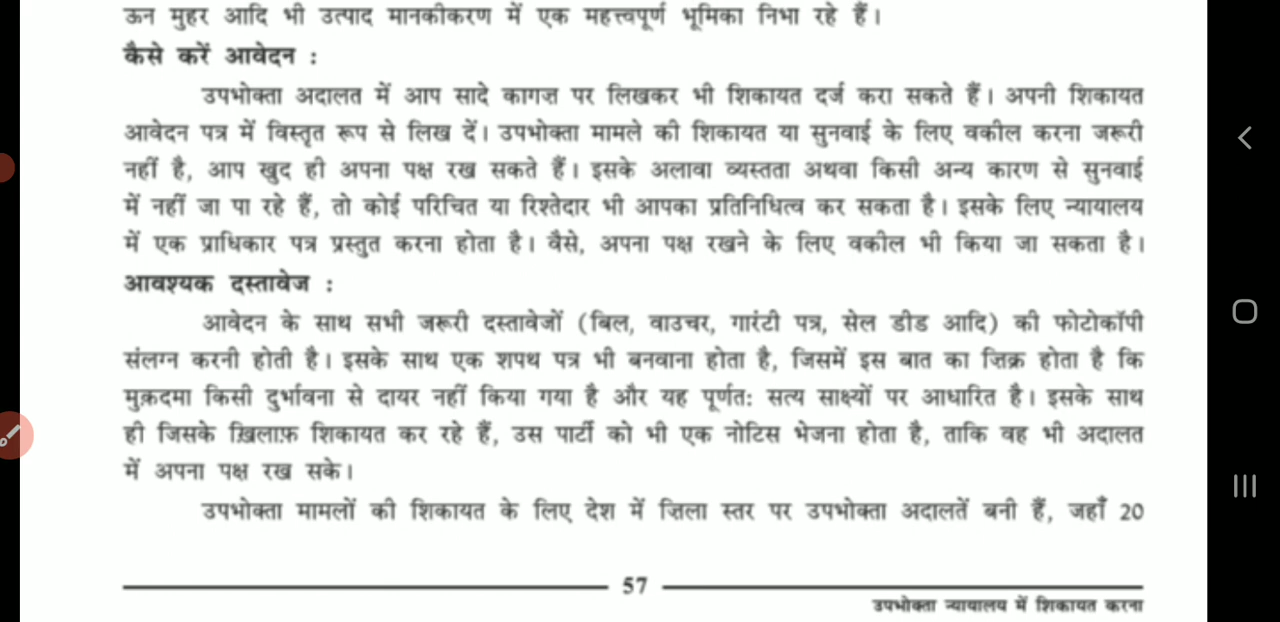 ऊन मुहर आदि भी उत्पाद मानकीकरण में एक महत्त्वपूर्ण भूमिका निभा रहे हैं।
कैसे करें आवेदन :
उपभोक्ता अदालत में आप सादे कागज़ पर लिखकर भी शिकायत दर्ज करा सकते हैं। अपनी शिकायत
आवेदन पत्र में विस्तृत रूप से लिख दें। उपभोक्ता मामले की शिकायत या सुनवाई के लिए वकील करना जरूरी
नहीं है, आप खुद ही अपना पक्ष रख सकते हैं। इसके अलावा व्यस्तता अथवा किसी अन्य कारण से सुनवाई
में नहीं जा पा रहे हैं, तो कोई परिचित या रिश्तेदार भी आपका प्रतिनिधित्व कर सकता है। इसके लिए न्यायालय
में एक प्राधिकार पत्र प्रस्तुत करना होता है। वैसे, अपना पक्ष रखने के लिए वकील भी किया जा सकता है।
आवश्यक दस्तावेज :
आवेदन के साथ सभी जरूरी दस्तावेजों (बिल, वाउचर, गारंटी पत्र, सेल डीड आदि) की फोटोकॉपी
संलग्न करनी होती है। इसके साथ एक शपथ पत्र भी बनवाना होता है, जिसमें इस बात का ज़िक्र होता है कि
मुक़दमा किसी दुर्भावना से दायर नहीं किया गया है और यह पूर्णतः सत्य साक्ष्यों पर आधारित है। इसके साथ
ही जिसके ख़िलाफ़ शिकायत कर रहे हैं, उस पार्टी को भी एक नोटिस भेजना होता है, ताकि वह भी अदालत
में अपना पक्ष रख सके।
उपभोक्ता मामलों की शिकायत के लिए देश में ज़िला स्तर पर उपभोक्ता अदालतें बनी हैं, जहाँ 20
57
उपभोक्ता न्यायालय में शिकायत करना